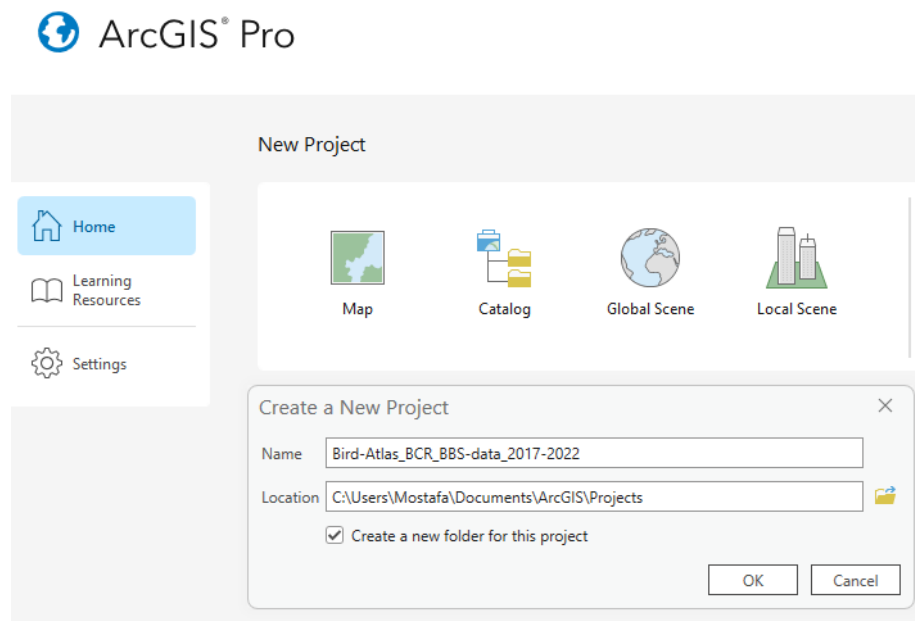 ArcGIS® Pro
New Project
Home
Learning
Resources
Settings
Map
Catalog
Global Scene
Local Scene
Create a New Project
Name
Bird-Atlas_BCR_BBS-data_2017-2022
Location
C:\Users\Mostafa\Documents\ArcGIS\Projects
Create a new folder for this project
OK
Cancel